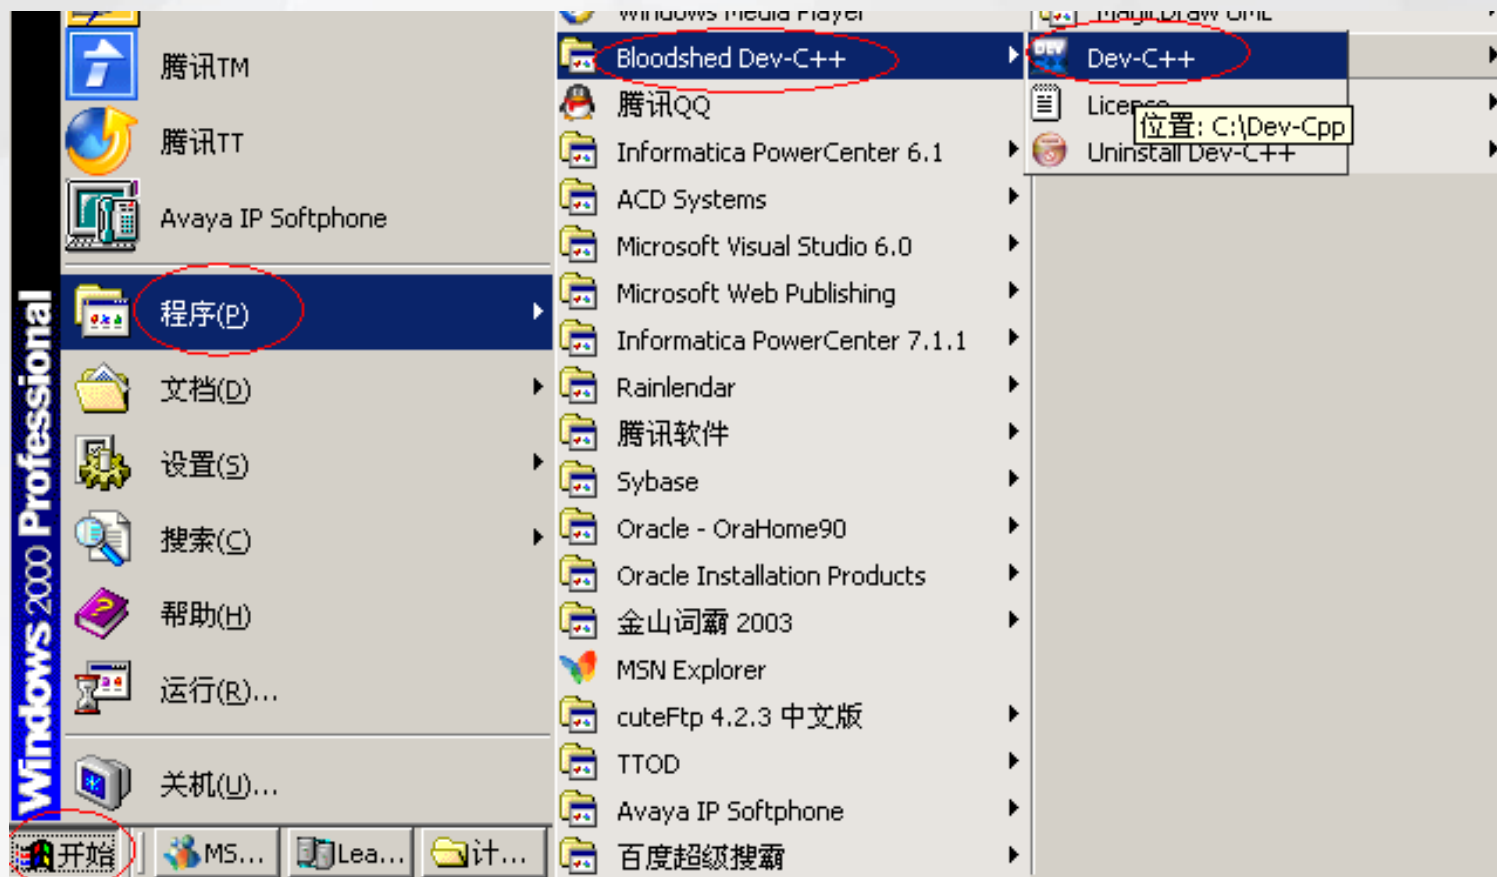 腾讯TM
腾讯TT
Avaya IP Softphone
程序(P)
文档(D)
设置(S)
搜索(C)
帮助(H)
运行(R)...
关机(U)...
Windows 2000 Professional
开始
MS...
Lea...
计...
Windows Media Player
Bloodshed Dev-C++
腾讯QQ
Informatica PowerCenter 6.1
ACD Systems
Microsoft Visual Studio 6.0
Microsoft Web Publishing
Informatica PowerCenter 7.1.1
Rainlendar
腾讯软件
Sybase
Oracle - OraHome90
Oracle Installation Products
金山词霸 2003
MSN Explorer
cuteFtp 4.2.3 中文版
TTOD
Avaya IP Softphone
百度超级搜霸
MagicDraw UML
Dev-C++
License
位置: C:\Dev-Cpp
Uninstall Dev-C++